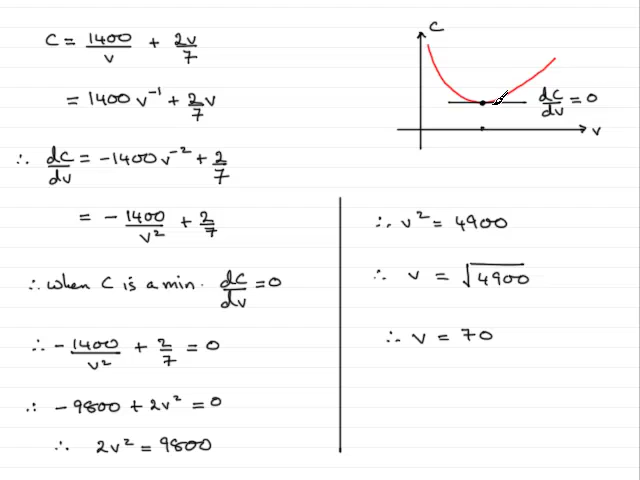 C = 1400/v + 2v/7
= 1400 v⁻¹ + 2/7 v
∴ dC/dv = -1400 v⁻² + 2/7
= - 1400/v² + 2/7
∴ when C is a min. dC/dv = 0
∴ - 1400/v² + 2/7 = 0
∴ - 9800 + 2v² = 0
∴ 2v² = 9800
C
dC/dv = 0
v
∴ v² = 4900
∴ v = √4900
∴ v = 70